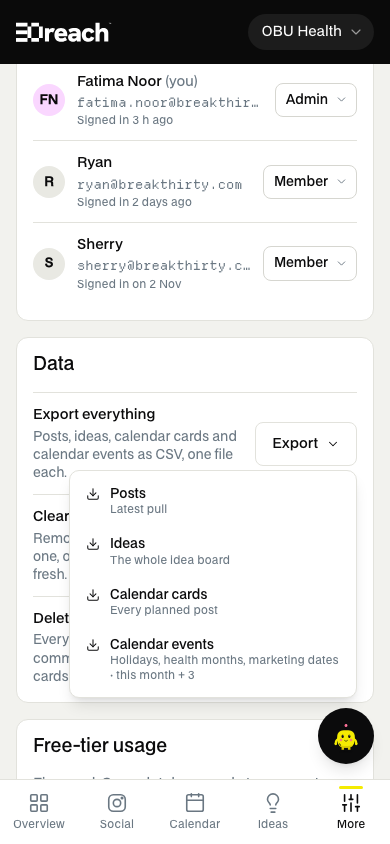 30reach
OBU Health
FN
Fatima Noor (you)
fatima.noor@breakthir…
Signed in 3 h ago
Admin
R
Ryan
ryan@breakthirty.com
Signed in 2 days ago
Member
S
Sherry
sherry@breakthirty.c…
Signed in on 2 Nov
Member
Data
Export everything
Posts, ideas, calendar cards and
calendar events as CSV, one file
each.
Export
Posts
Latest pull
Ideas
The whole idea board
Calendar cards
Every planned post
Calendar events
Holidays, health months, marketing dates
· this month + 3
Clear
Remo
one, o
fresh.
Delet
Every
comm
cards
Free-tier usage
Overview
Social
Calendar
Ideas
More